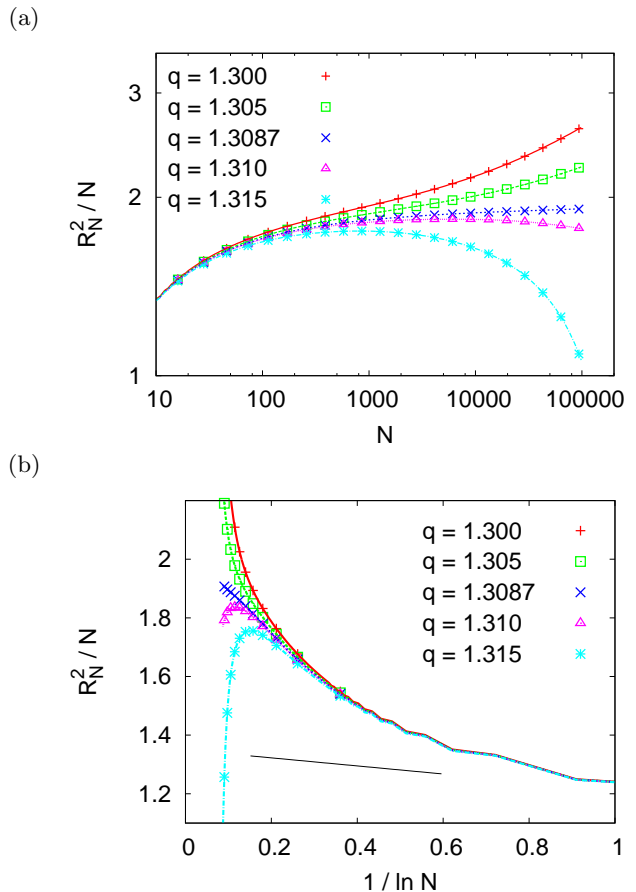 (a)
3
2
1
R_N^2 / N
q = 1.300
q = 1.305
q = 1.3087
q = 1.310
q = 1.315
10 100 1000 10000 100000
N
(b)
2
1.8
1.6
1.4
1.2
R_N^2 / N
q = 1.300
q = 1.305
q = 1.3087
q = 1.310
q = 1.315
0 0.2 0.4 0.6 0.8 1
1 / ln N